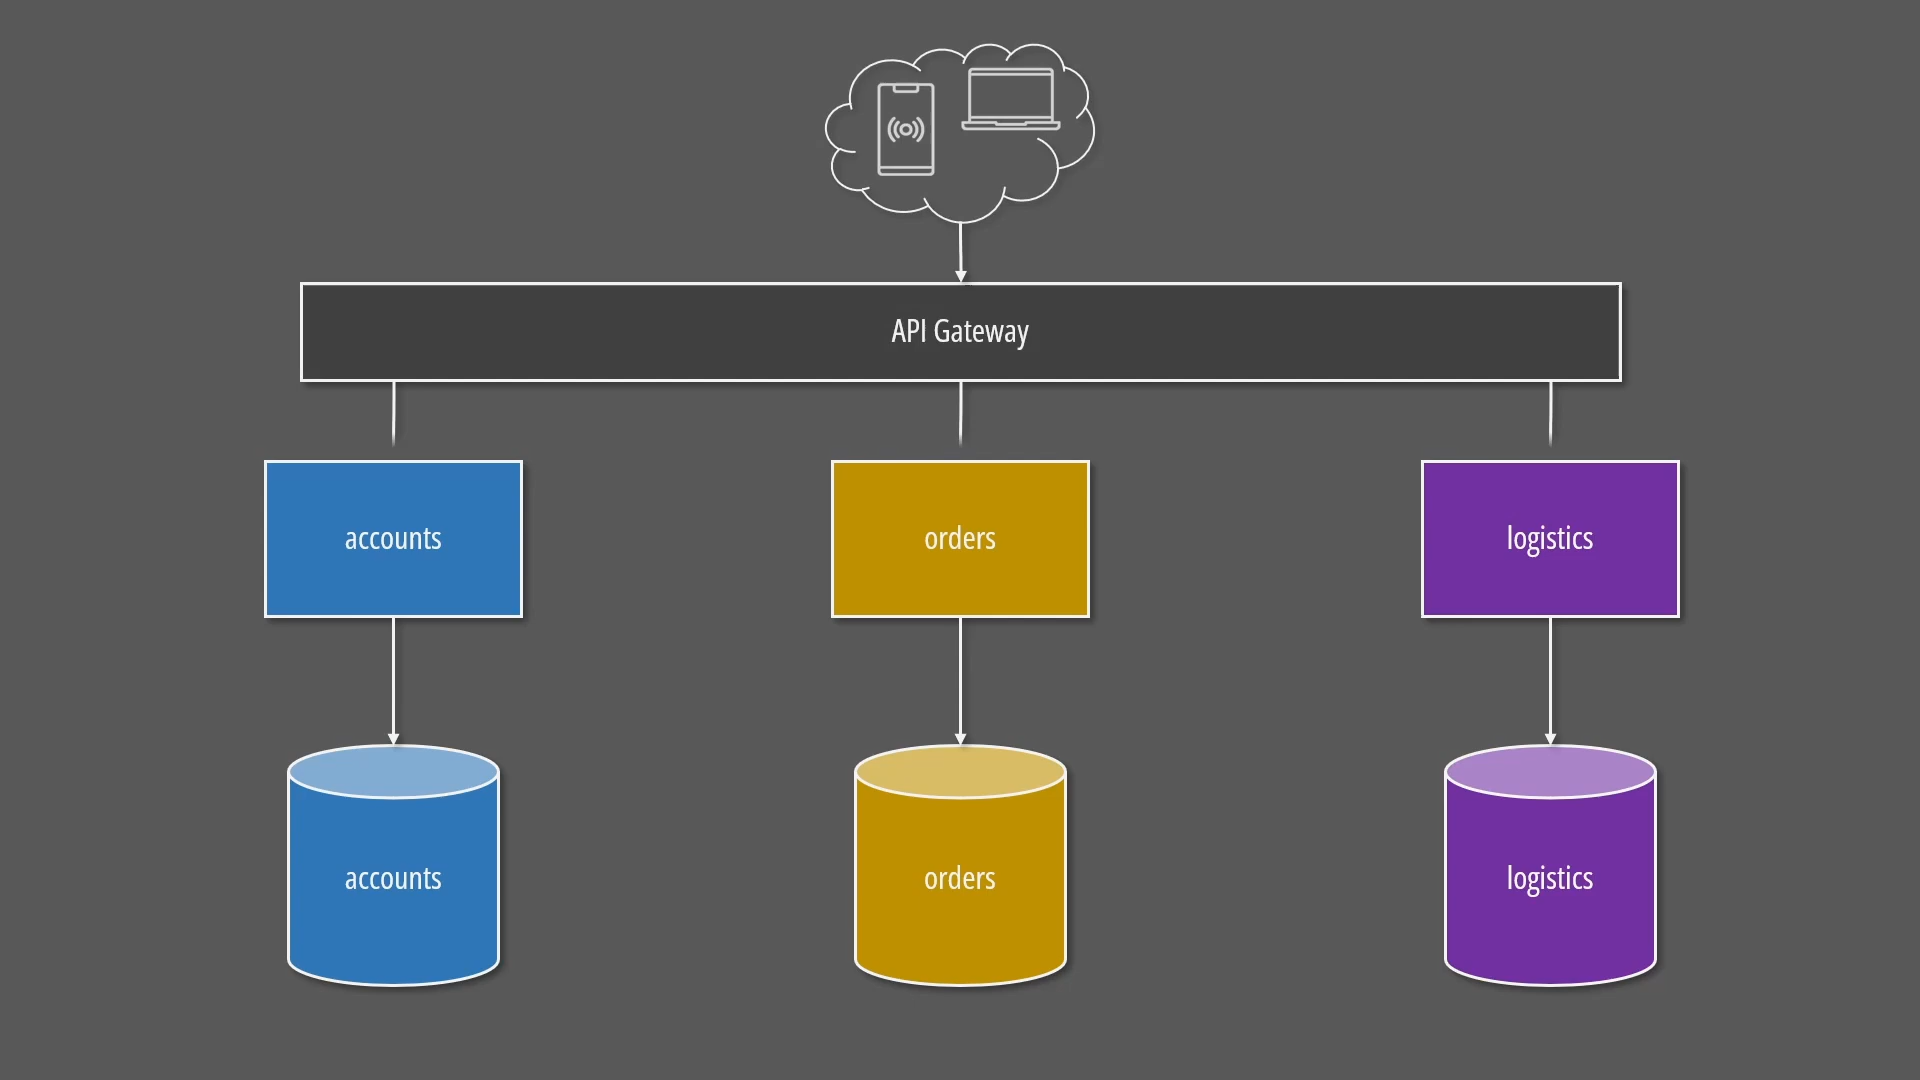 API Gateway
accounts
orders
logistics
accounts
orders
logistics